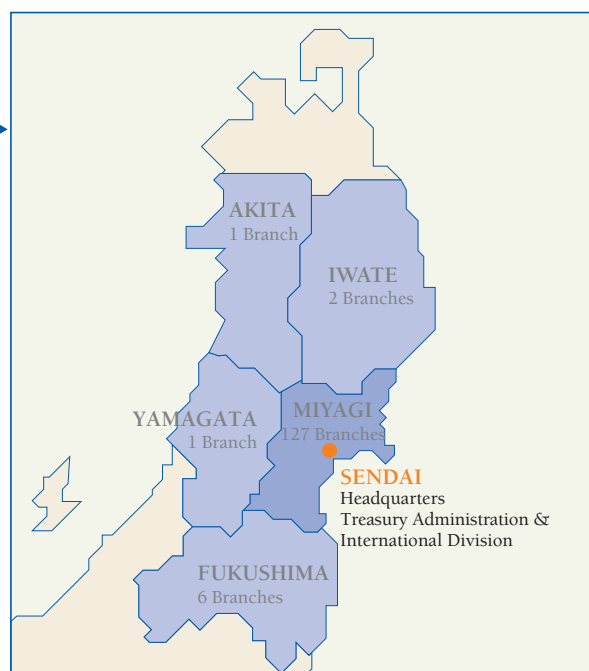 AKITA
1 Branch
IWATE
2 Branches
MIYAGI
127 Branches
YAMAGATA
1 Branch
SENDAI
Headquarters
Treasury Administration &
International Division
FUKUSHIMA
6 Branches